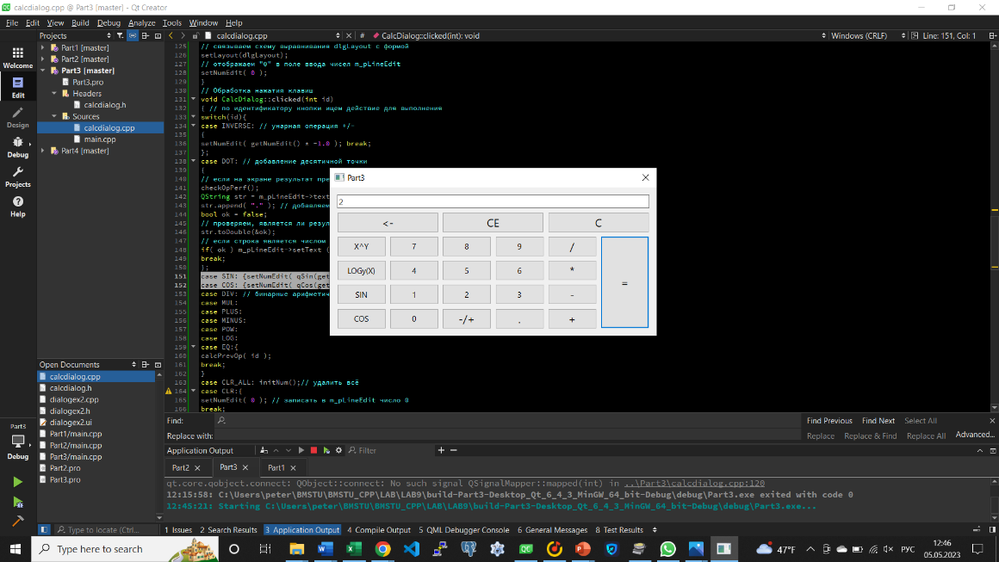 calcdialog.cpp (Part3 [master]) - Qt Creator
File Edit View Build Debug Analyze Tools Window Help
Projects
calcdialog.cpp
#
CalcDialog::clicked(int): void
Windows (CRLF)
Line: 151, Col: 1
Welcome
Edit
Design
Debug
Projects
Help
Part1 [master]
Part2 [master]
Part3 [master]
Part3.pro
Headers
calcdialog.h
Sources
calcdialog.cpp
main.cpp
Part4 [master]
125 // связываем схему выравнивания dlgLayout с формой
126 setLayout(dlgLayout);
127 // отображаем "0" в поле ввода чисел m_pLineEdit
128 setNumEdit( 0 );
129 }
130 // Обработка нажатия клавиш
131 void CalcDialog::clicked(int id)
132 { // по идентификатору кнопки ищем действие для выполнения
133 switch(id){
134 case INVERSE: // унарная операция +/-
135 {
136 setNumEdit( getNumEdit() * -1.0 ); break;
137 };
138 case DOT: // добавление десятичной точки
139 {
140 // если на экране результат пре
141 checkOpPerf();
142 QString str = m_pLineEdit->text
143 str.append( "." ); // добавляем
144 bool ok = false;
145 // проверяем, является ли резул
146 str.toDouble(&ok);
147 // если строка является числом
148 if( ok ) m_pLineEdit->setText (
149 break;
150 };
151 case SIN: {setNumEdit( qSin(get
152 case COS: {setNumEdit( qCos(get
153 case DIV: // бинарные арифметич
154 case MUL:
155 case PLUS:
156 case MINUS:
157 case POW:
158 case LOG:
159 case EQ:{
160 calcPrevOp( id );
161 break;
162 }
163 case CLR_ALL: initNum();// удалить всё
164 case CLR:{
165 setNumEdit( 0 ); // записать в m_pLineEdit число 0
166 break;
Part3
2
<- CE C
X^Y 7 8 9 /
LOGy(X) 4 5 6 *
SIN 1 2 3 -
COS 0 -/+ . +
=
Open Documents
calcdialog.cpp
calcdialog.h
dialogex2.cpp
dialogex2.h
dialogex2.ui
Part1/main.cpp
Part2/main.cpp
Part3/main.cpp
Part2.pro
Part3.pro
Part3
Debug
Find:
Find Previous Find Next Select All
Replace with:
Replace Replace & Find Replace All Advanced...
Application Output
Filter
Part2 Part3 Part1
qt.core.qobject.connect: QObject::connect: No such signal QSignalMapper::mapped(int) in ..\Part3\calcdialog.cpp:120
12:15:58: C:\Users\peter\BMSTU\BMSTU_CPP\LAB\LAB9\build-Part3-Desktop_Qt_6_4_3_MinGW_64_bit-Debug\debug\Part3.exe exited with code 0
12:45:21: Starting C:\Users\peter\BMSTU\BMSTU_CPP\LAB\LAB9\build-Part3-Desktop_Qt_6_4_3_MinGW_64_bit-Debug\debug\Part3.exe...
Type to locate (Ctrl...
1 Issues 2 Search Results 3 Application Output 4 Compile Output 5 QML Debugger Console 6 General Messages 8 Test Results
Type here to search
47°F
РУС
12:46
05.05.2023